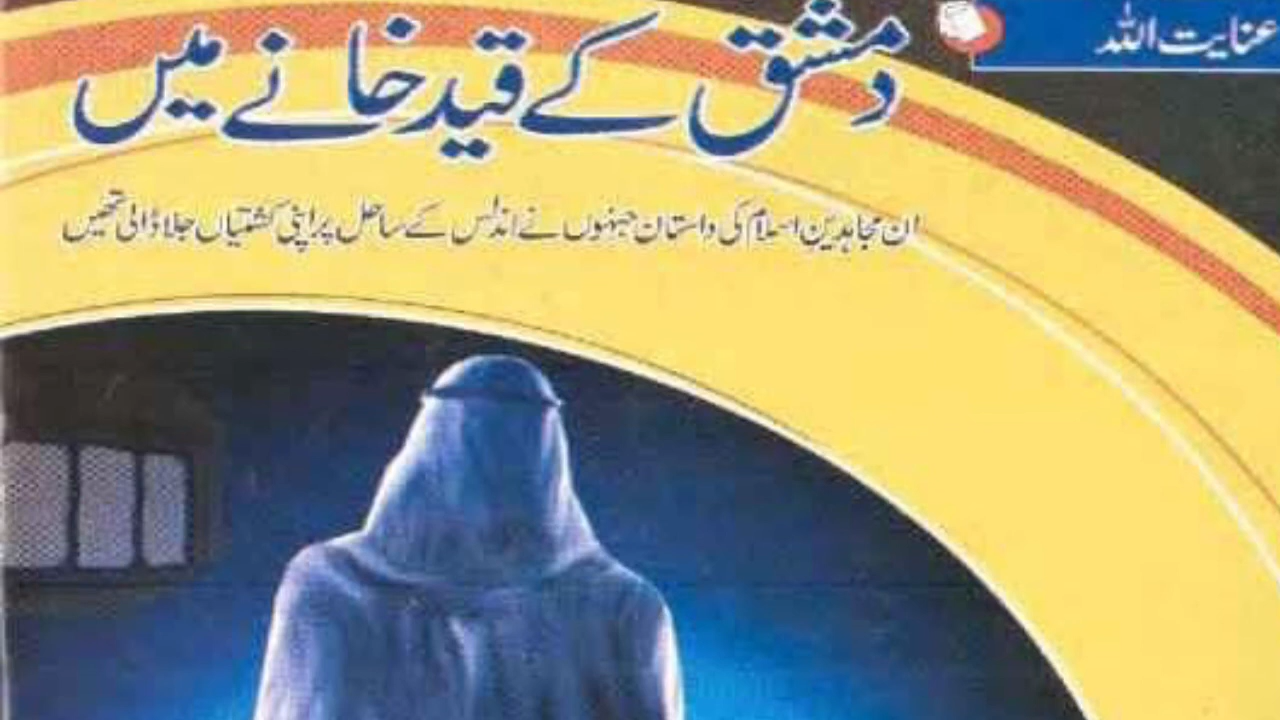 عنایت اللہ
دمشق کے قید خانے میں
ان مجاہدین اسلام کی داستان جنہوں نے اندلس کے ساحل پر اپنی کشتیاں جلا ڈالی تھیں